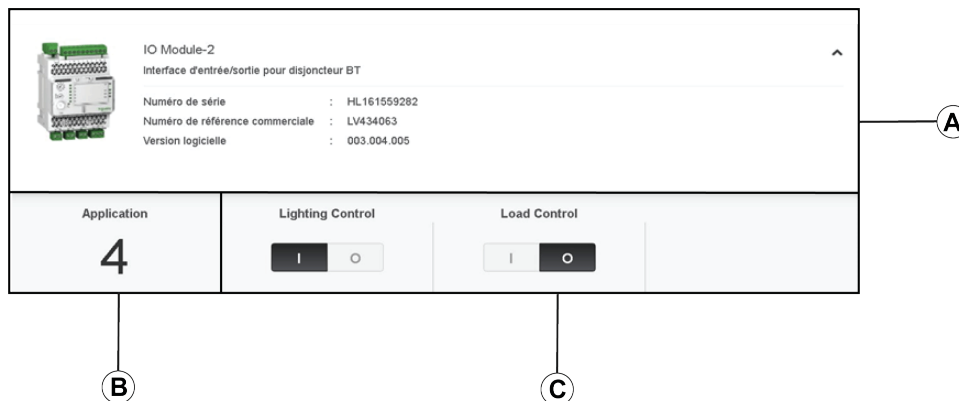 IO Module-2
Interface d'entrée/sortie pour disjoncteur BT
Numéro de série : HL161559282
Numéro de référence commerciale : LV434063
Version logicielle : 003.004.005
A
Application Lighting Control Load Control
4 I O I O
B C